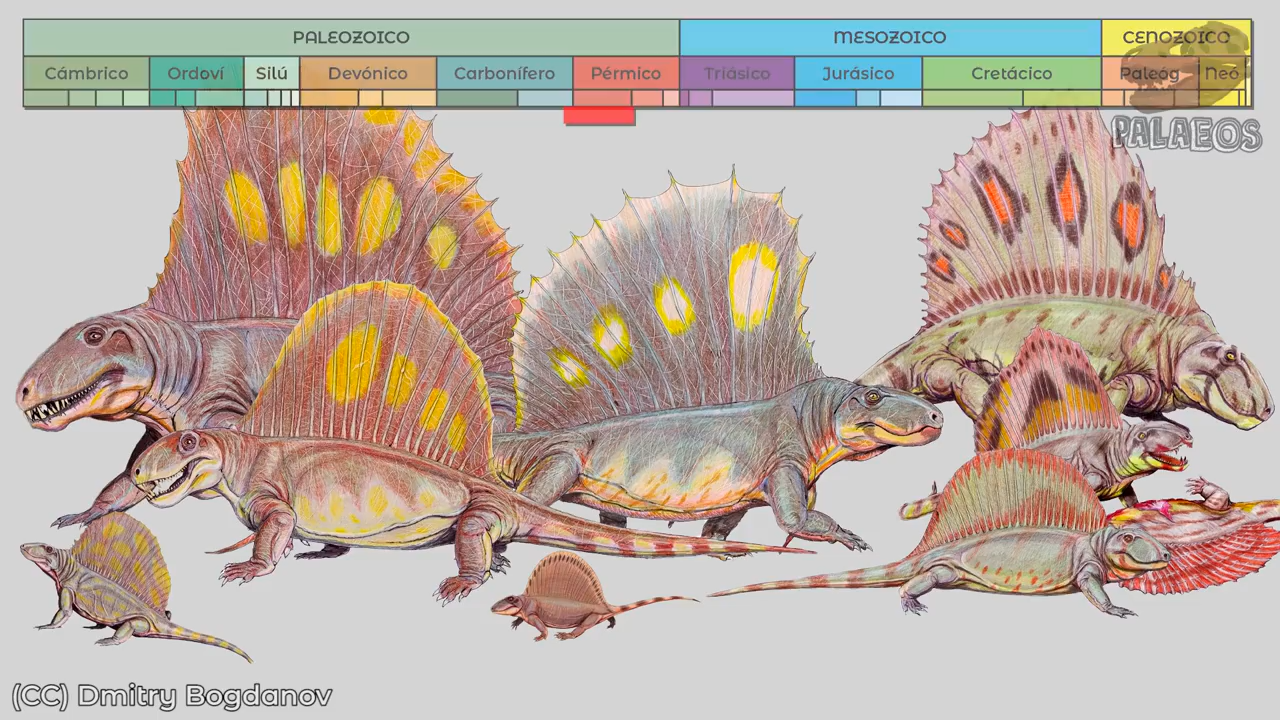 PALEOZOICO MESOZOICO CENOZOICO
Cámbrico Ordoví Silú Devónico Carbonífero Pérmico Triásico Jurásico Cretácico Paleóg Neó
PALAEOS
(CC) Dmitry Bogdanov